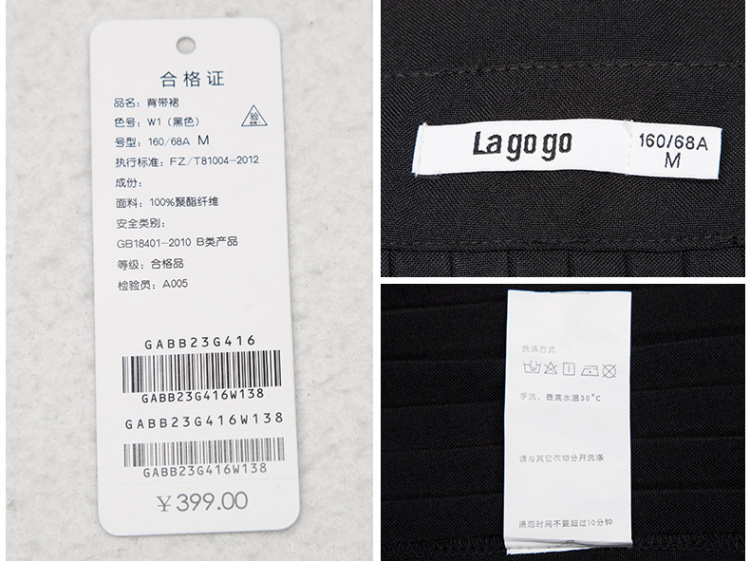 合格证
品名：背带裙
色号：W1（黑色）
号型：160/68A M
验
执行标准：FZ/T81004-2012
成份：
面料：100%聚酯纤维
安全类别：
GB18401-2010 B类产品
等级：合格品
检验员：A005
GABB23G416
GABB23G416W138
GABB23G416W138
GABB23G416W138
￥399.00
Lagogo
160/68A
M
洗涤方式
手洗，最高水温30°C
请与其它衣物分开洗涤
浸泡时间不要超过10分钟